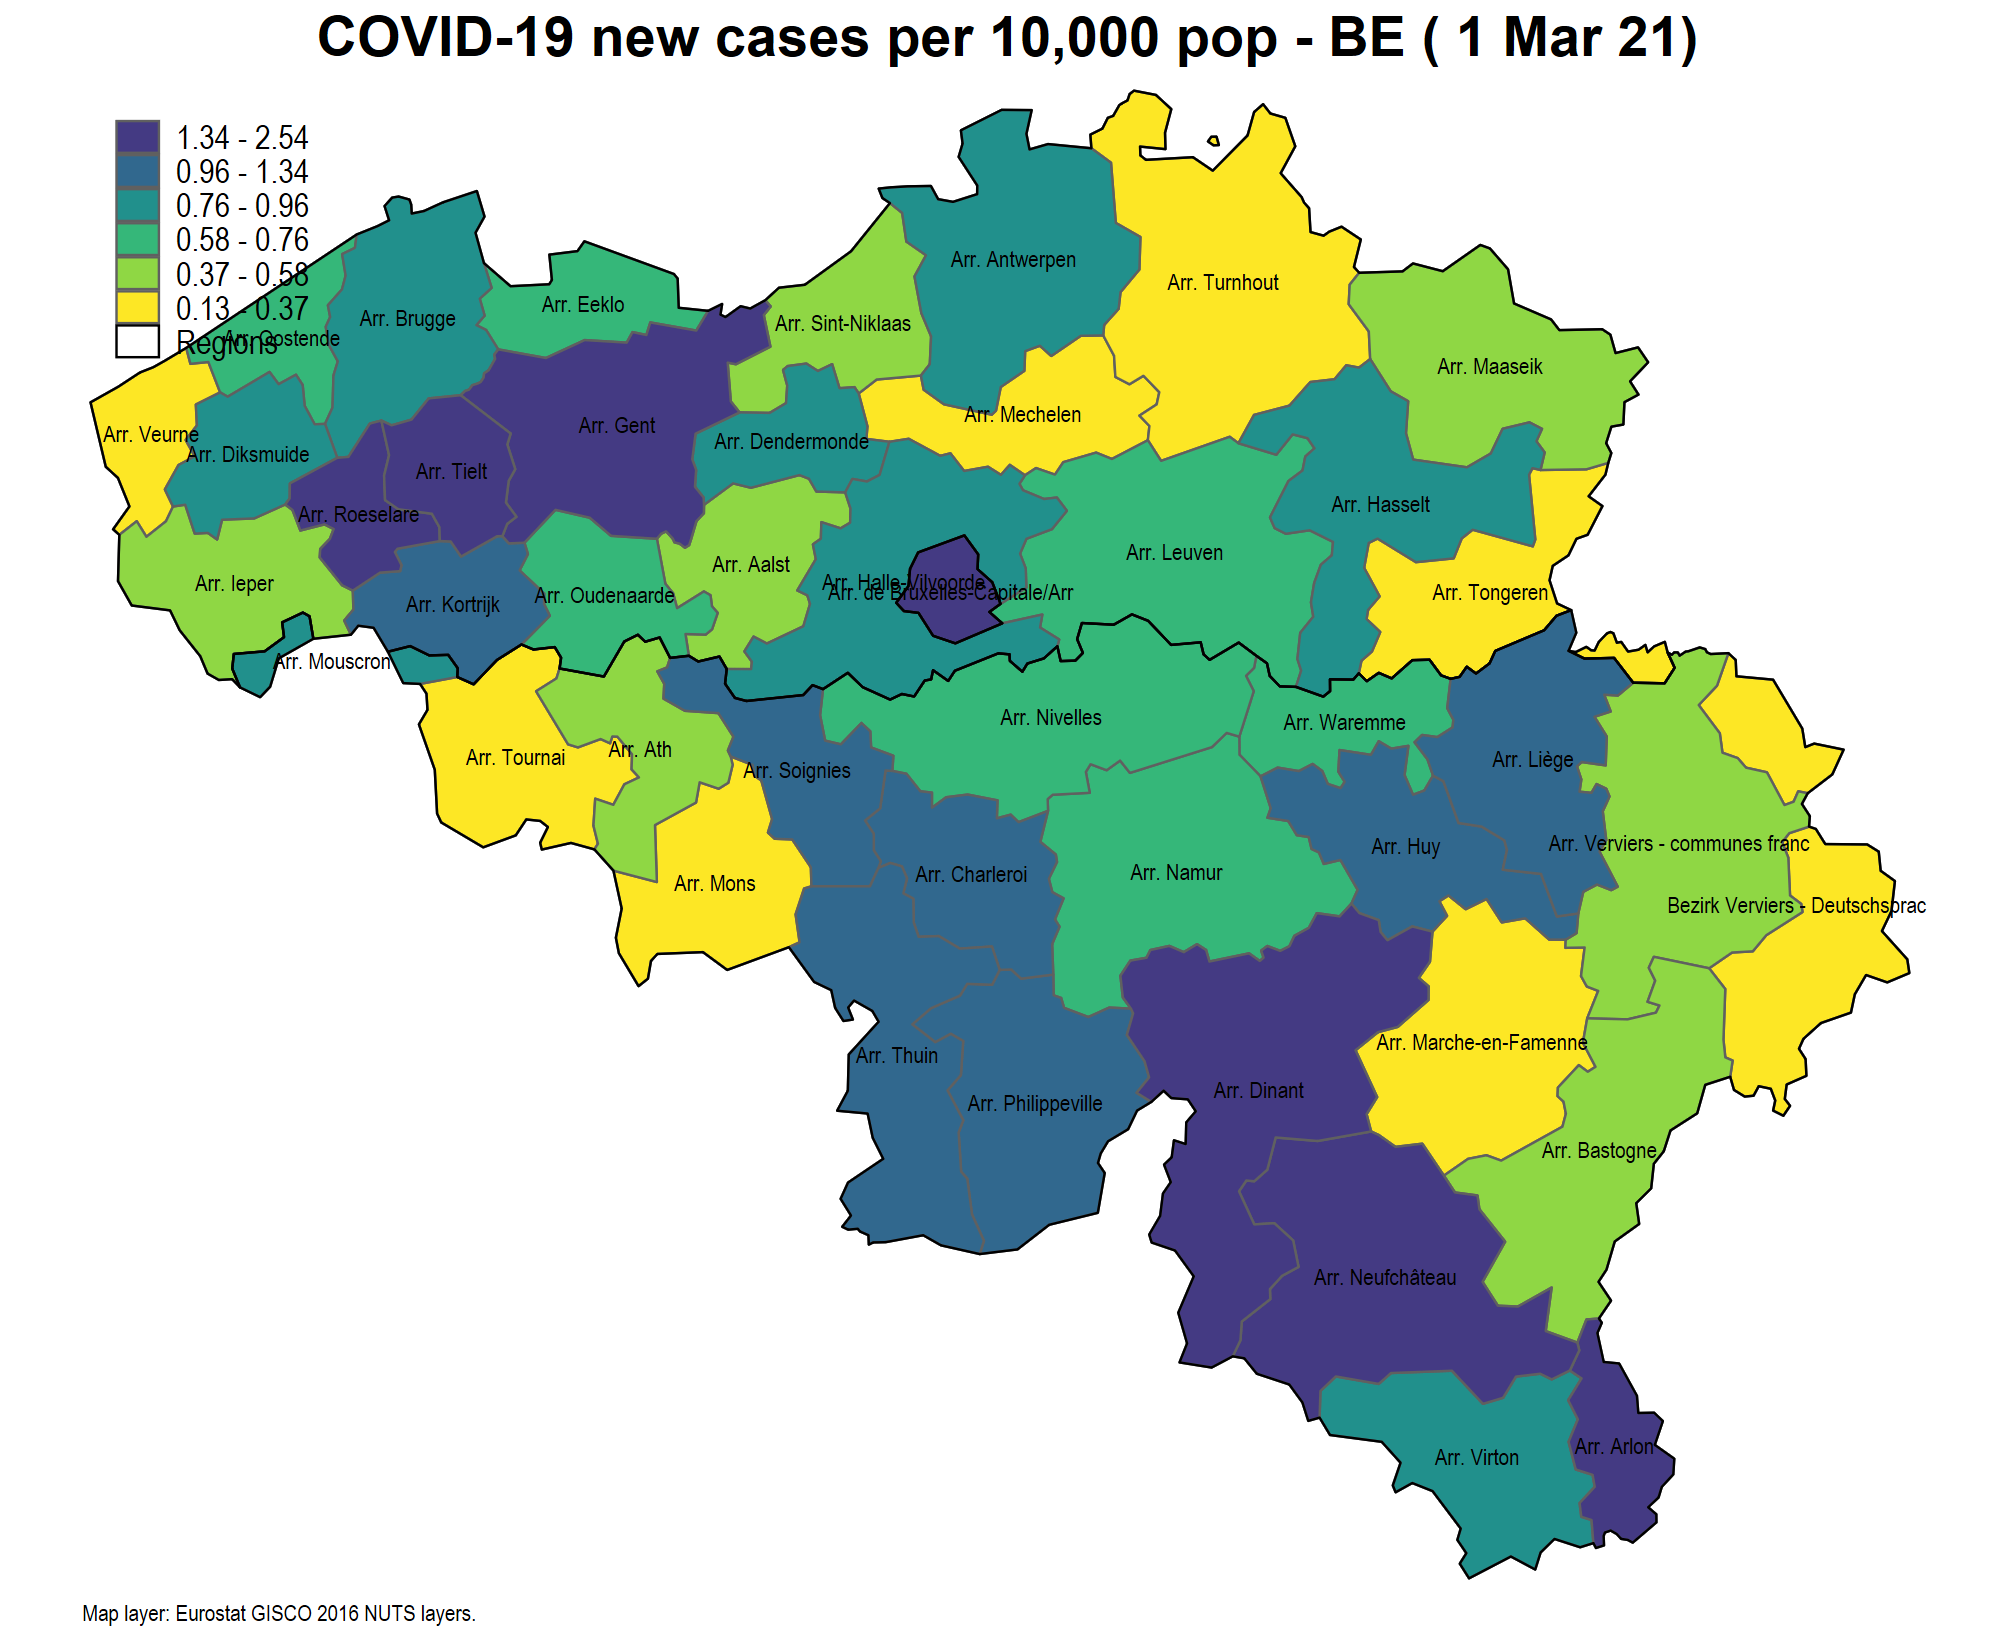 COVID-19 new cases per 10,000 pop - BE ( 1 Mar 21)
1.34 - 2.54
0.96 - 1.34
0.76 - 0.96
0.58 - 0.76
0.37 - 0.58
0.13 - 0.37
Regions
Arr. Antwerpen
Arr. Turnhout
Arr. Eeklo
Arr. Brugge
Arr. Sint-Niklaas
Arr. Oostende
Arr. Maaseik
Arr. Mechelen
Arr. Gent
Arr. Veurne
Arr. Dendermonde
Arr. Diksmuide
Arr. Tielt
Arr. Hasselt
Arr. Roeselare
Arr. Leuven
Arr. Aalst
Arr. Ieper
Arr. Halle-Vilvoorde
Arr. de Bruxelles-Capitale/Arr
Arr. Tongeren
Arr. Oudenaarde
Arr. Kortrijk
Arr. Mouscron
Arr. Nivelles
Arr. Waremme
Arr. Ath
Arr. Tournai
Arr. Liège
Arr. Soignies
Arr. Verviers - communes franc
Arr. Huy
Arr. Namur
Arr. Charleroi
Arr. Mons
Bezirk Verviers - Deutschsprac
Arr. Marche-en-Famenne
Arr. Thuin
Arr. Dinant
Arr. Philippeville
Arr. Bastogne
Arr. Neufchâteau
Arr. Arlon
Arr. Virton
Map layer: Eurostat GISCO 2016 NUTS layers.